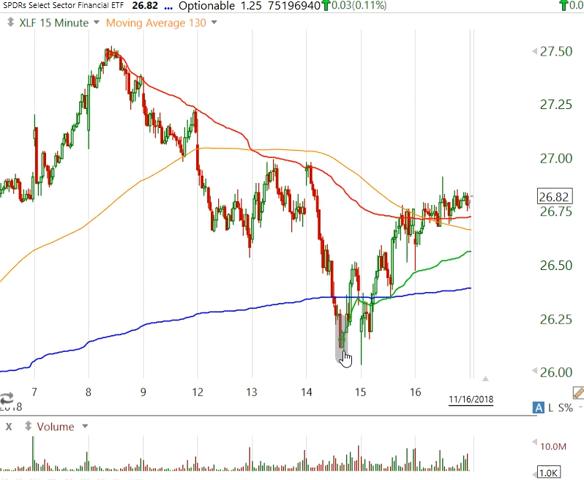 SPDRs Select Sector Financial ETF 26.82 ... Optionable 1.25 75196940 0.03(0.11%) 0.0
XLF 15 Minute Moving Average 130
27.50
27.25
27.00
26.82
26.75
26.50
26.25
26.00
7 8 9 12 13 14 15 16
11/16/2018
A L S%
X Volume
10.0M
1.0K